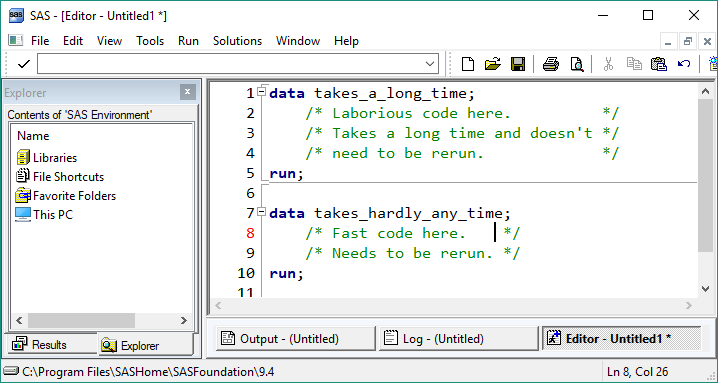 SAS - [Editor - Untitled1 *]
File Edit View Tools Run Solutions Window Help
Explorer
Contents of 'SAS Environment'
Name
Libraries
File Shortcuts
Favorite Folders
This PC
Results
Explorer
1 data takes_a_long_time;
2 /* Laborious code here. */
3 /* Takes a long time and doesn't */
4 /* need to be rerun. */
5 run;
6
7 data takes_hardly_any_time;
8 /* Fast code here. */
9 /* Needs to be rerun. */
10 run;
11
Output - (Untitled)
Log - (Untitled)
Editor - Untitled1 *
C:\Program Files\SASHome\SASFoundation\9.4
Ln 8, Col 26